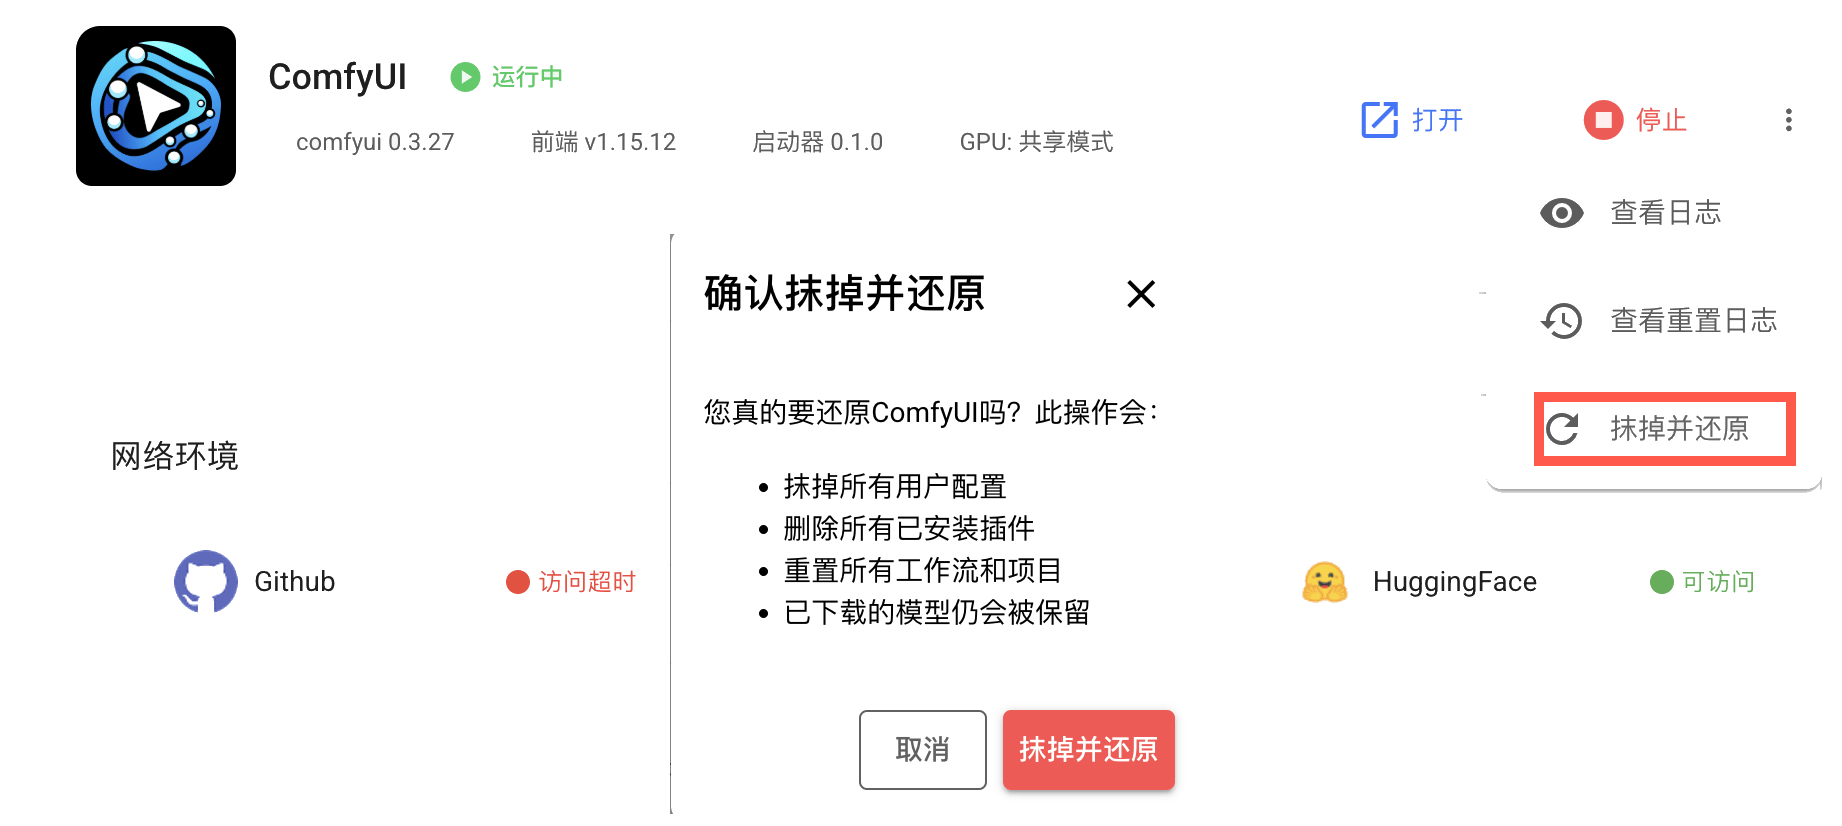 ComfyUI 运行中
comfyui 0.3.27 前端 v1.15.12 启动器 0.1.0 GPU: 共享模式
打开 停止
查看日志
查看重置日志
抹掉并还原
确认抹掉并还原
您真的要还原ComfyUI吗？此操作会：
• 抹掉所有用户配置
• 删除所有已安装插件
• 重置所有工作流和项目
• 已下载的模型仍会被保留
取消 抹掉并还原
网络环境
Github 访问超时
HuggingFace 可访问